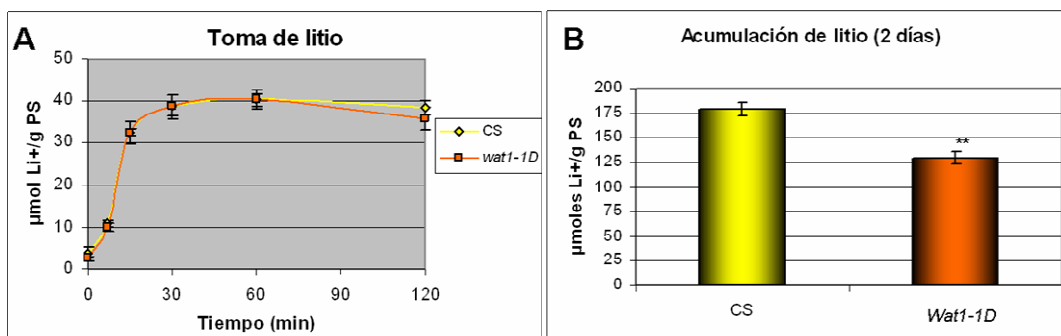 A
Toma de litio
µmol Li+/g PS
50
40
30
20
10
0
0 30 60 90 120
Tiempo (min)
CS
wat1-1D
B
Acumulación de litio (2 días)
µmoles Li+/g PS
200
175
150
125
100
75
50
25
0
**
CS
Wat1-1D